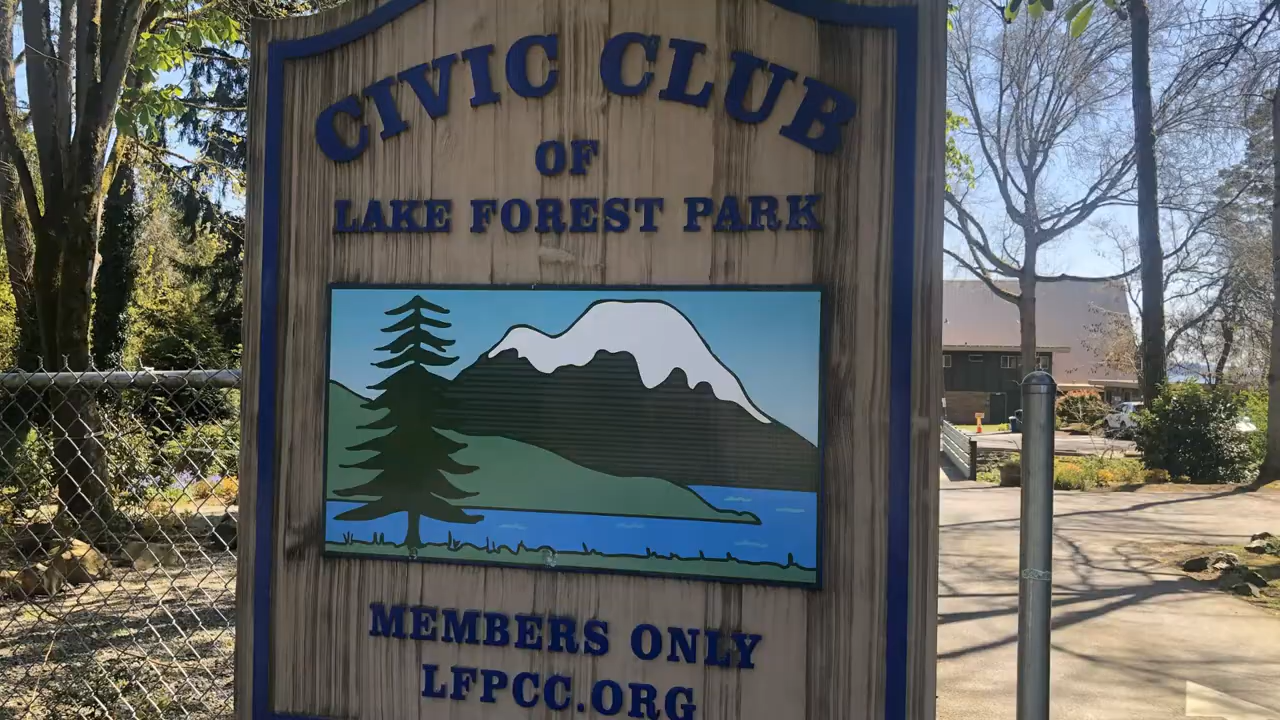 CIVIC CLUB
OF
LAKE FOREST PARK
MEMBERS ONLY
LFPCC.ORG